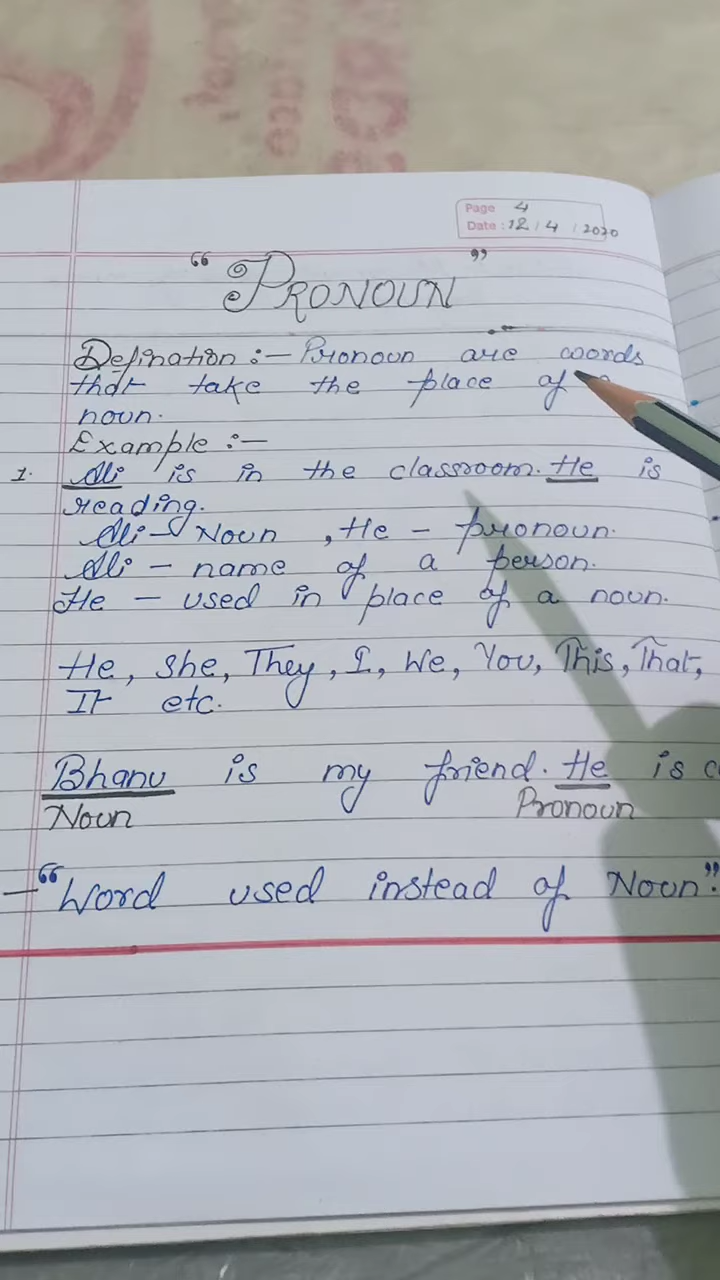 Page 4
Date : 12 / 4 / 2020
“PRONOUN”
Defination :- Pronoun are words
that take the place of
noun.
Example :-
1. Ali is in the classroom. He is
reading.
Ali - Noun , He - pronoun.
Ali - name of a person.
He - used in place of a noun.
He, she, They, I, We, You, This, That,
It etc.
Bhanu is my friend. He is
Noun Pronoun
- “Word used instead of Noun”.